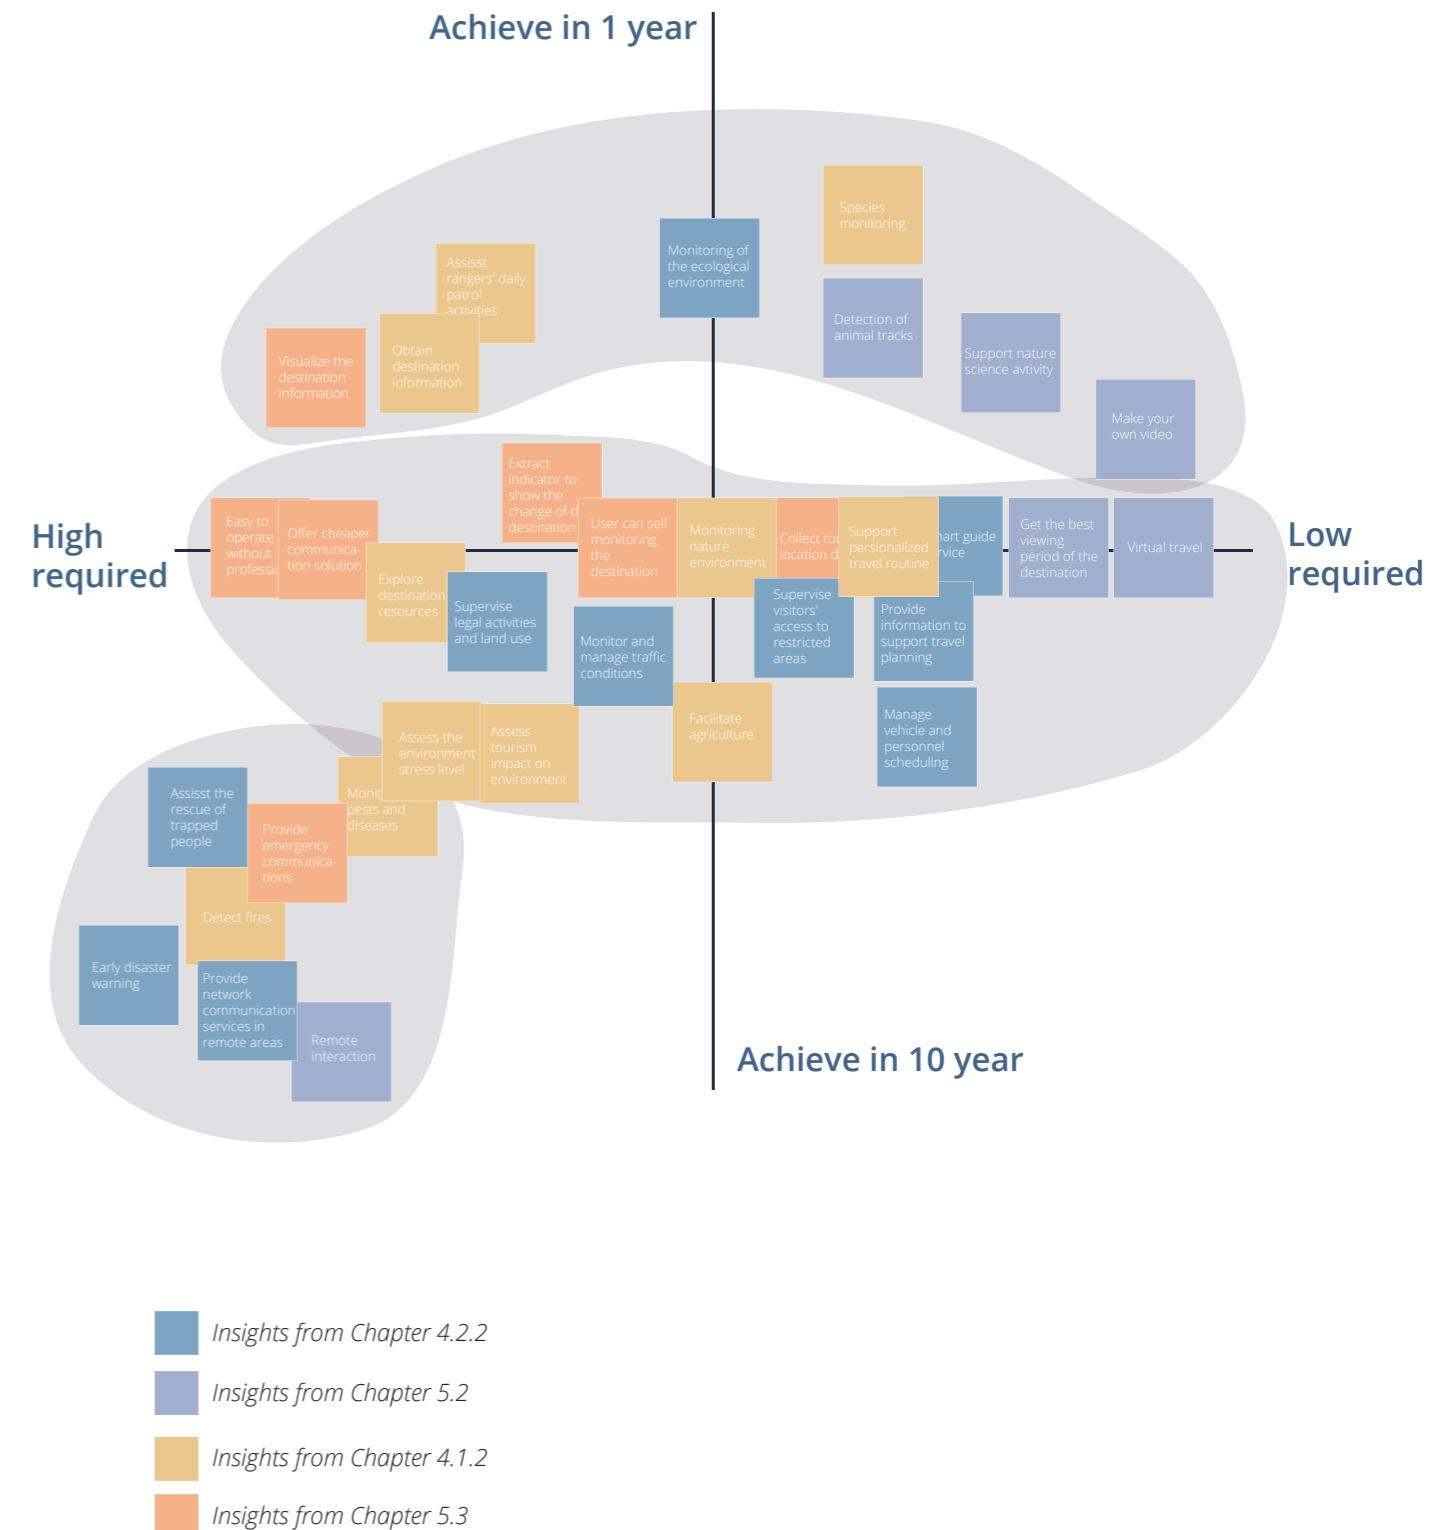 Achieve in 1 year
Species
monitoring
Monitoring of
the ecological
environment
Assisst
rangers' daily
patrol
activities
Detection of
animal tracks
Obtain
destination
information
Visualize the
destination
information
Support nature
science avtivity
Make your
own video
High
required
Low
required
Easy to
operate
without
Offer cheaper
communica-
tion solution
Extract
indicator to
show the
change of
destination
User can self
monitoring
the
destination
Monitoring
nature
environment
Collect
location
Support
persionalized
travel routine
guide
Get the best
viewing
period of the
destination
Virtual travel
Explore
destination
resources
Supervise
legal activities
and land use
Monitor and
manage traffic
conditions
Supervise
visitors'
access to
restricted
areas
Provide
information to
support travel
planning
Facilitate
agriculture
Manage
vehicle and
personnel
scheduling
Assess the
environment
stress level
Assess
tourism
impact on
environment
pests and
diseases
Assisst the
rescue of
trapped
people
Provide
emergency
communica-
tions
Detect fires
Early disaster
warning
Provide
network
communication
services in
remote areas
Remote
interaction
Achieve in 10 year
Insights from Chapter 4.2.2
Insights from Chapter 5.2
Insights from Chapter 4.1.2
Insights from Chapter 5.3